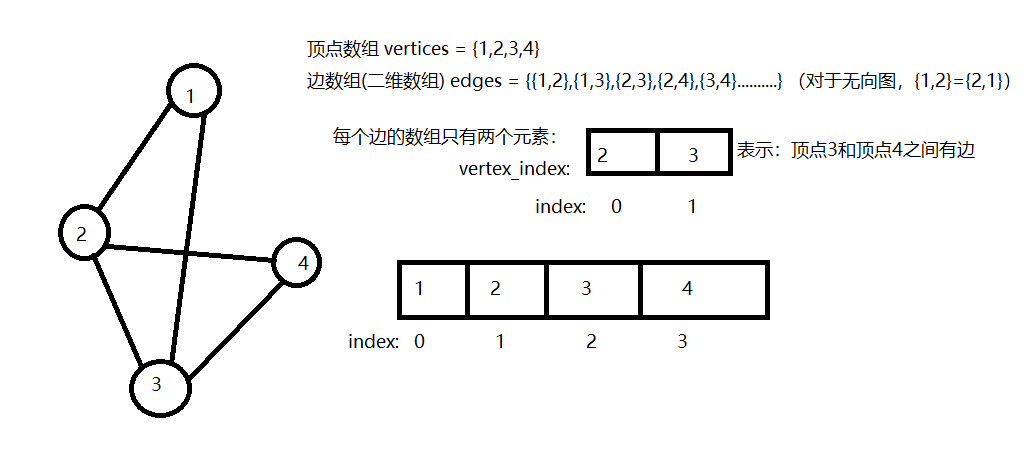 顶点数组 vertices = {1,2,3,4}
边数组(二维数组) edges = {{1,2},{1,3},{2,3},{2,4},{3,4}..........} （对于无向图，{1,2}={2,1}）
每个边的数组只有两个元素：
vertex_index: 2 3 表示：顶点3和顶点4之间有边
index: 0 1
1 2 3 4
index: 0 1 2 3
1
2
4
3